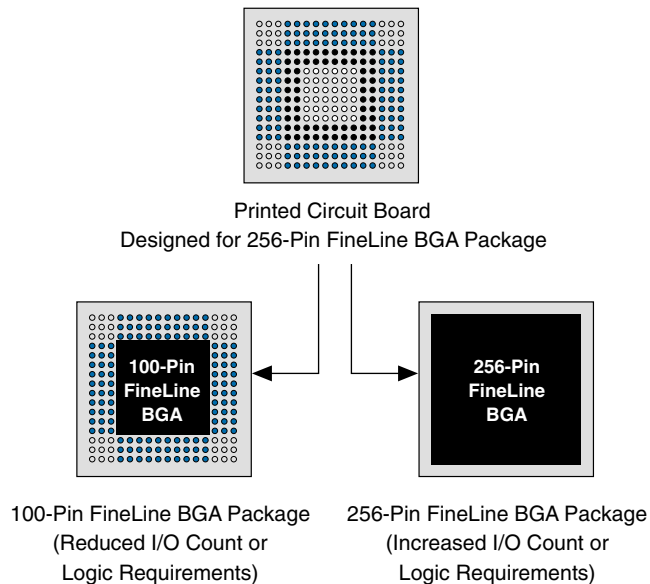 Printed Circuit Board
Designed for 256-Pin FineLine BGA Package
100-Pin
FineLine
BGA
256-Pin
FineLine
BGA
100-Pin FineLine BGA Package
(Reduced I/O Count or
Logic Requirements)
256-Pin FineLine BGA Package
(Increased I/O Count or
Logic Requirements)